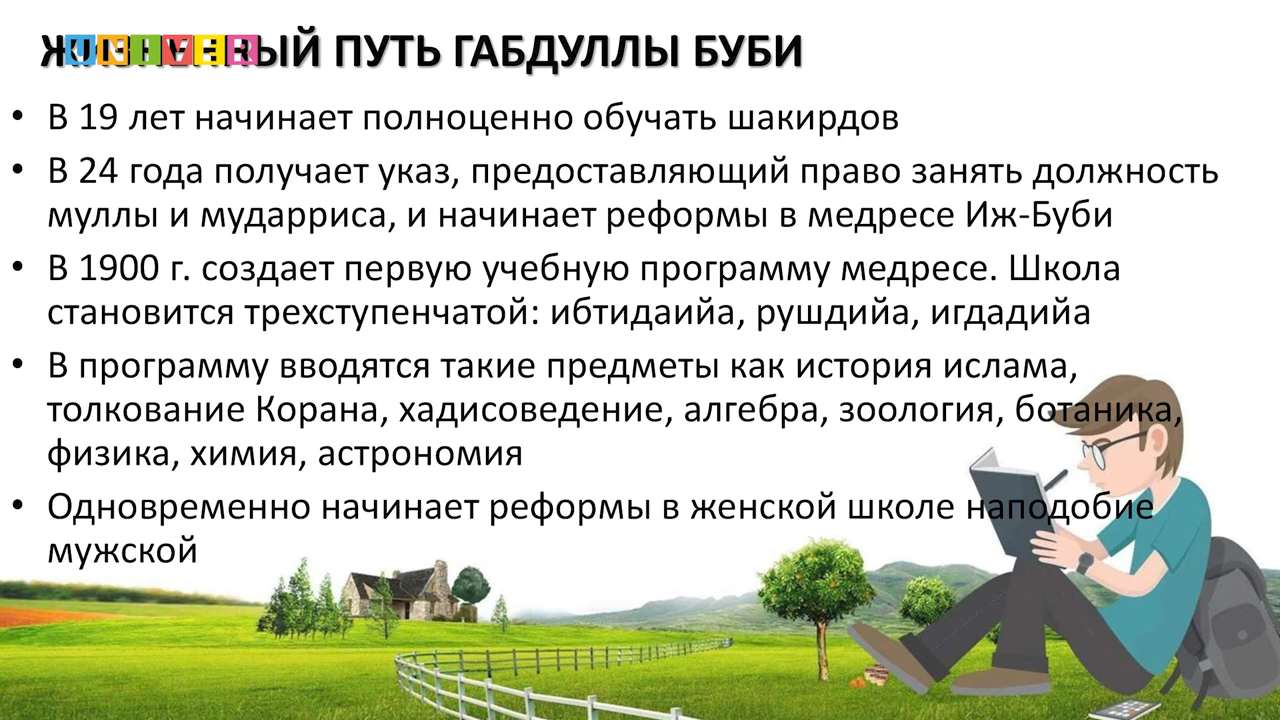 UNIVER
ЖИЗНЕННЫЙ ПУТЬ ГАБДУЛЛЫ БУБИ
• В 19 лет начинает полноценно обучать шакирдов
• В 24 года получает указ, предоставляющий право занять должность
муллы и мударриса, и начинает реформы в медресе Иж-Буби
• В 1900 г. создает первую учебную программу медресе. Школа
становится трехступенчатой: ибтидаийа, рушдийа, игдадийа
• В программу вводятся такие предметы как история ислама,
толкование Корана, хадисоведение, алгебра, зоология, ботаника,
физика, химия, астрономия
• Одновременно начинает реформы в женской школе наподобие
мужской